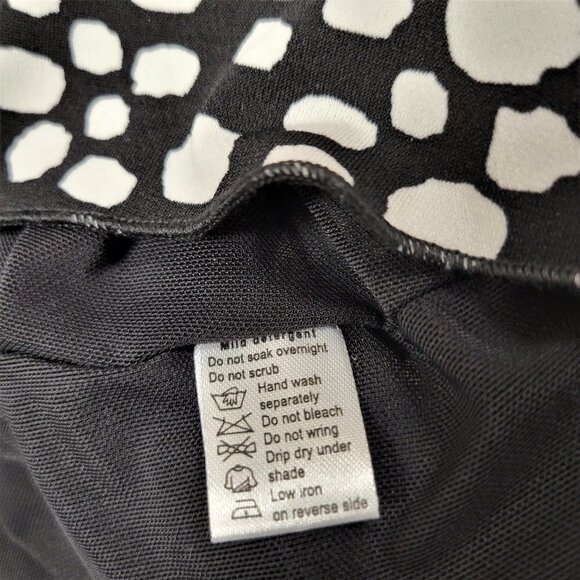 Mild detergent
Do not soak overnight
Do not scrub
Hand wash
separately
Do not bleach
Do not wring
Drip dry under
shade
Low iron
on reverse side